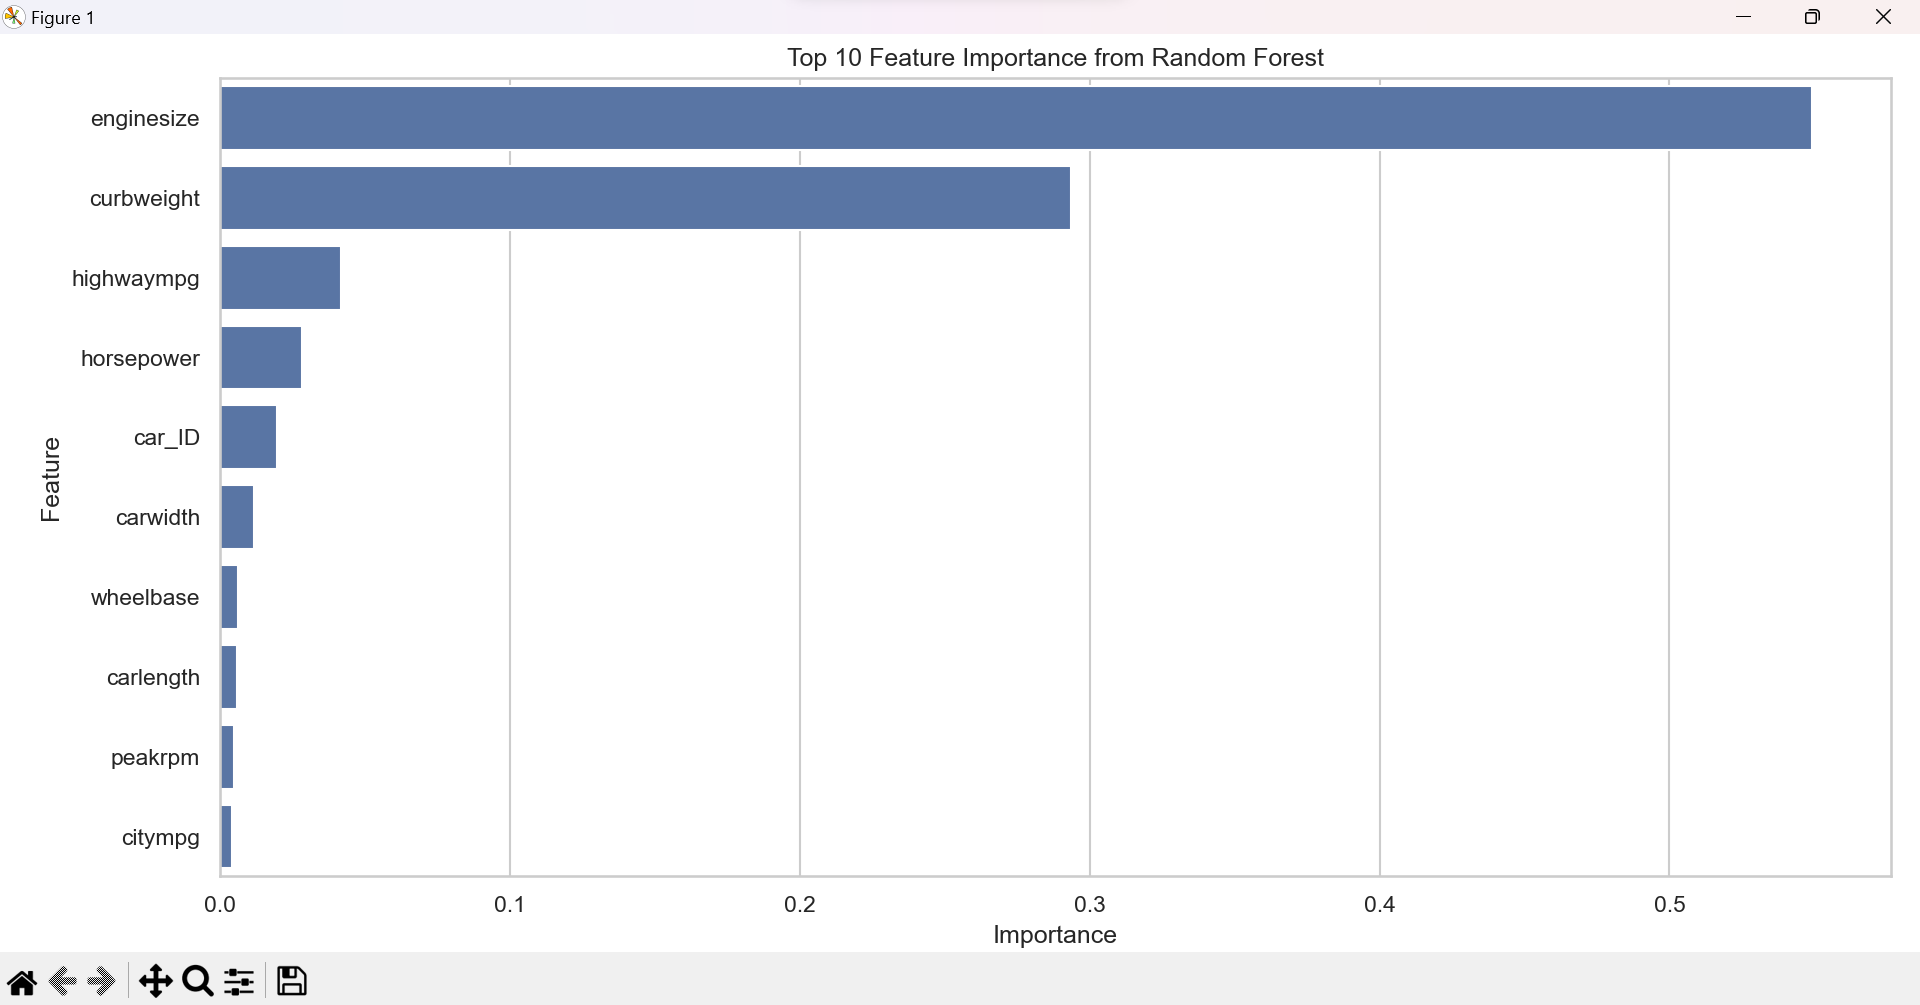 Figure 1
Top 10 Feature Importance from Random Forest
enginesize
curbweight
highwaympg
horsepower
car_ID
carwidth
wheelbase
carlength
peakrpm
citympg
Feature
0.0 0.1 0.2 0.3 0.4 0.5
Importance